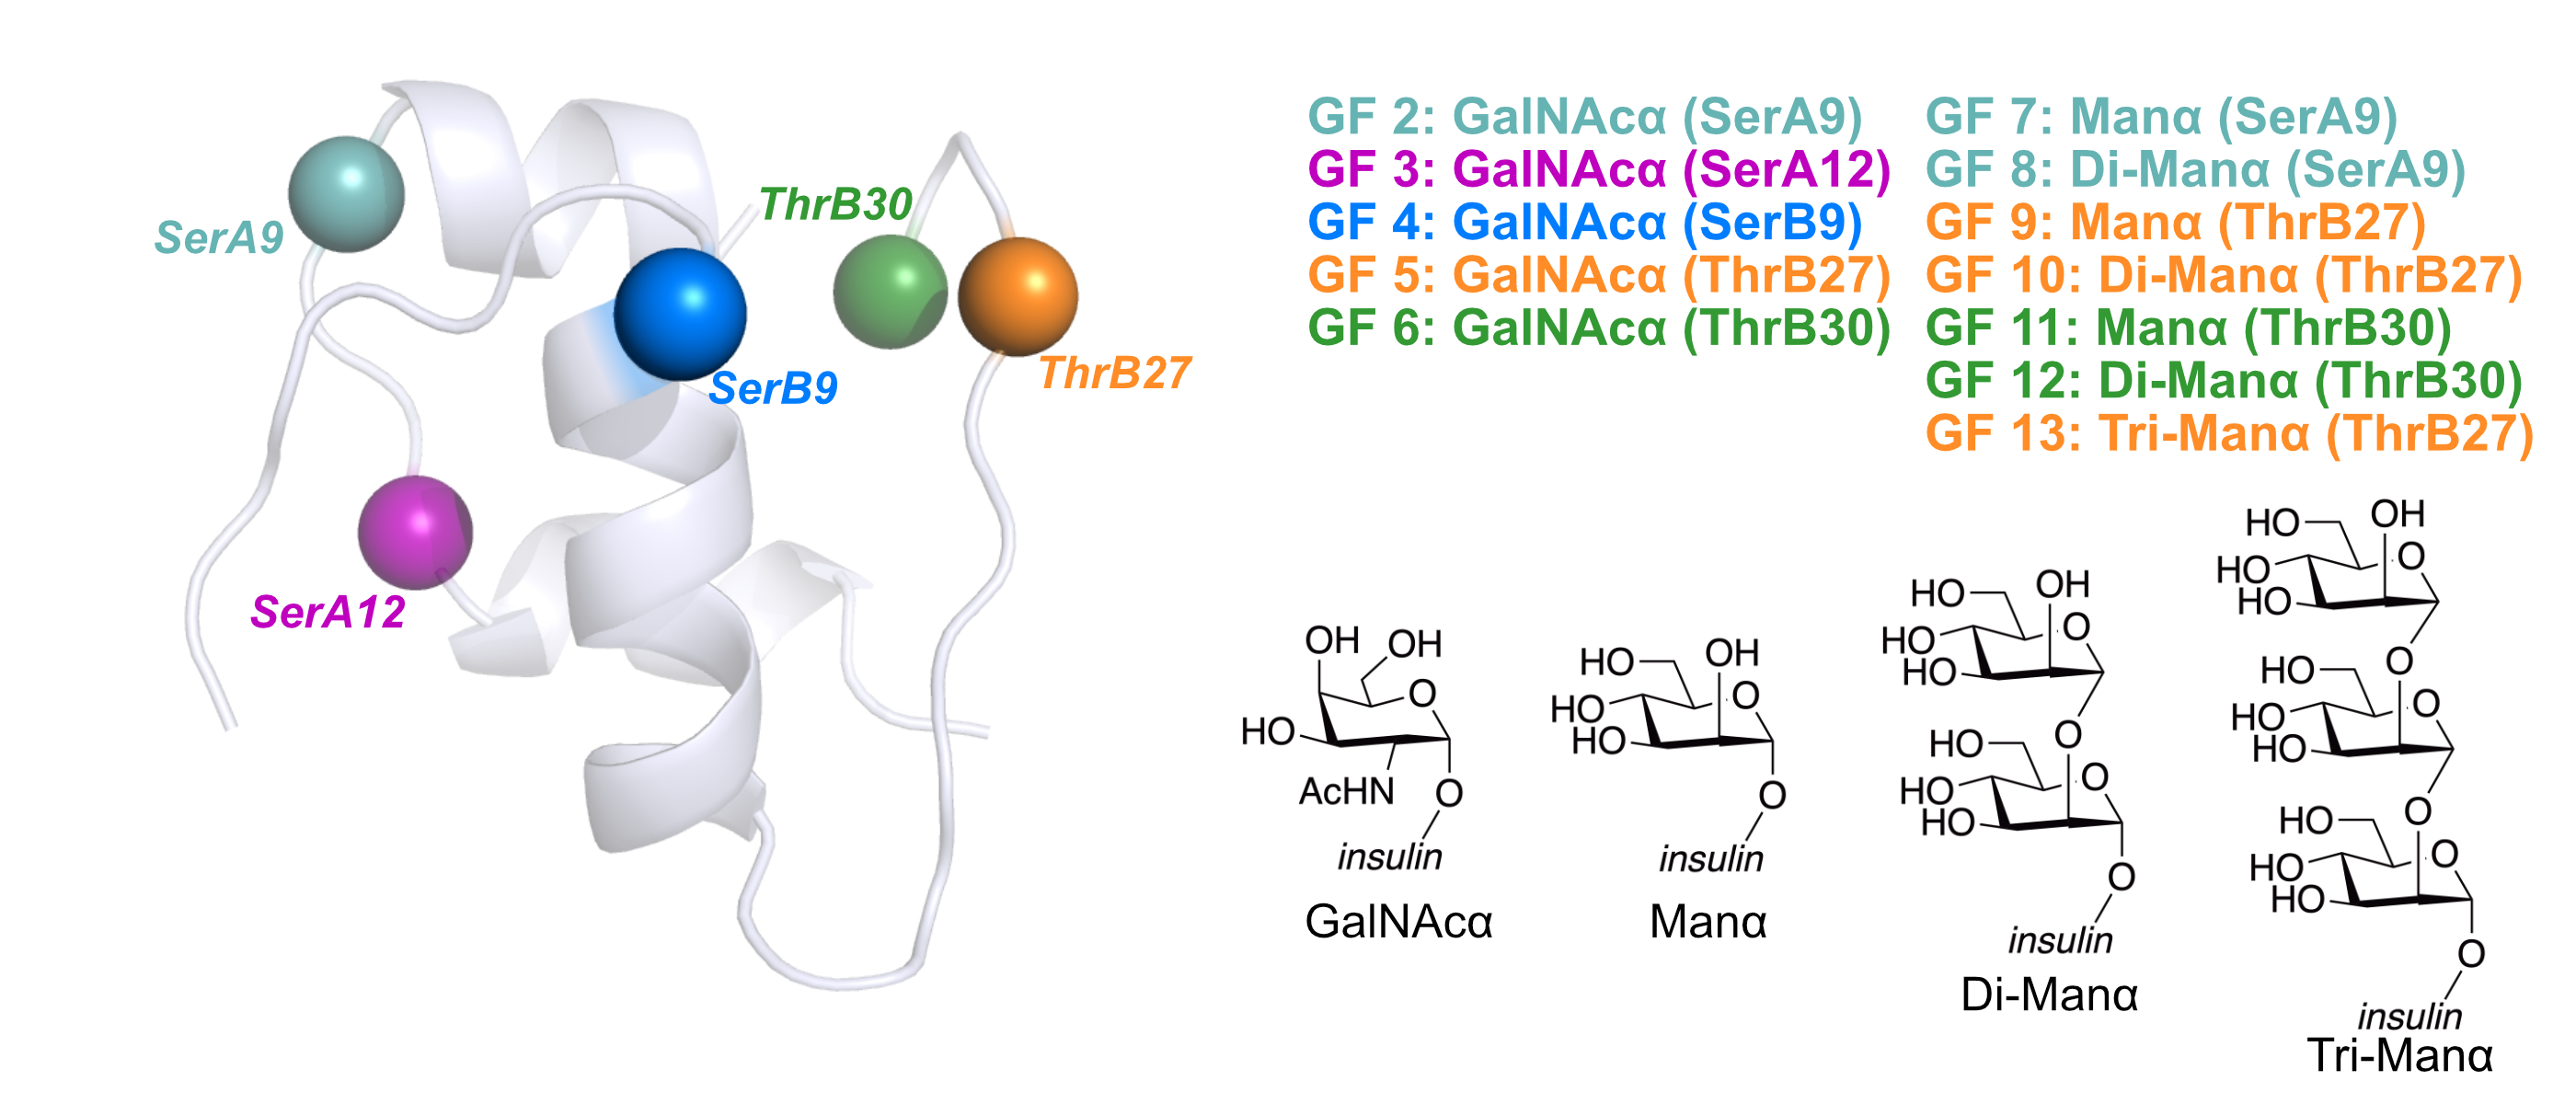 SerA9
ThrB30
SerB9
ThrB27
SerA12
GF 2: GalNAcα (SerA9)
GF 3: GalNAcα (SerA12)
GF 4: GalNAcα (SerB9)
GF 5: GalNAcα (ThrB27)
GF 6: GalNAcα (ThrB30)
GF 7: Manα (SerA9)
GF 8: Di-Manα (SerA9)
GF 9: Manα (ThrB27)
GF 10: Di-Manα (ThrB27)
GF 11: Manα (ThrB30)
GF 12: Di-Manα (ThrB30)
GF 13: Tri-Manα (ThrB27)
OH
OH
O
HO
AcHN
O
insulin
GalNAcα
HO
OH
O
HO
HO
O
insulin
Manα
HO
OH
O
HO
HO
O
HO
O
HO
HO
O
insulin
Di-Manα
HO
OH
O
HO
HO
O
HO
O
HO
HO
O
HO
O
HO
HO
O
insulin
Tri-Manα